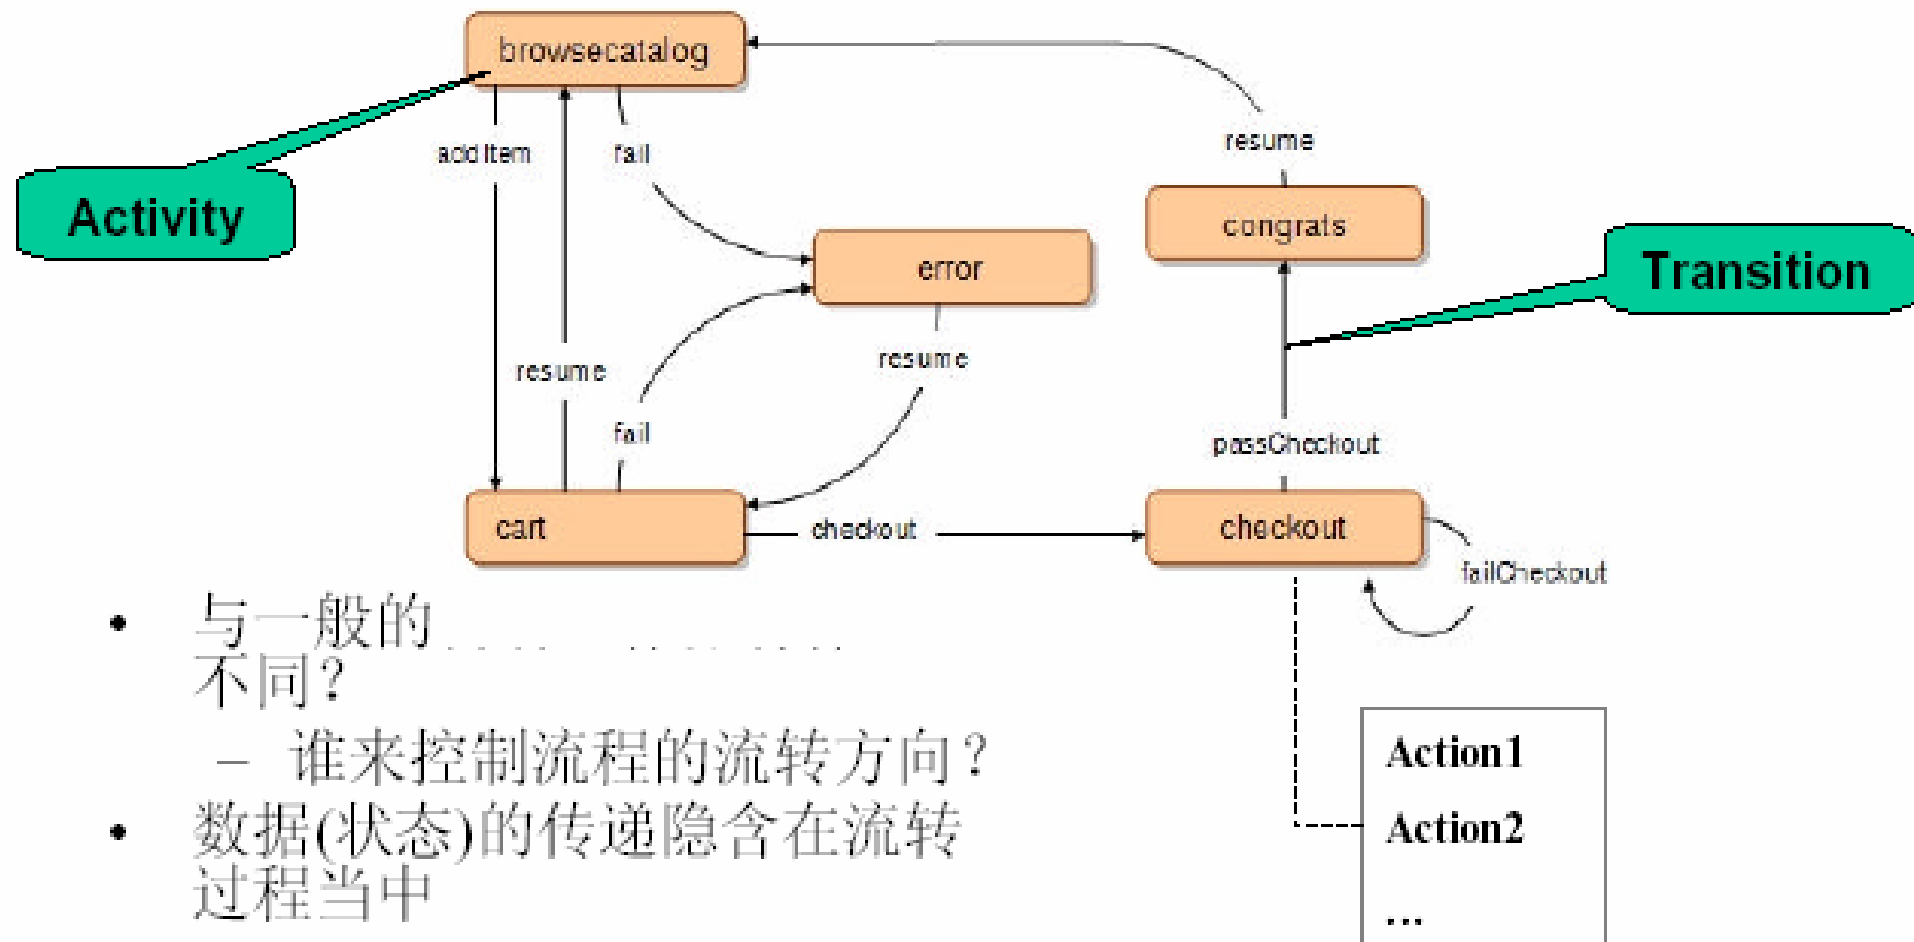 browsecatalog
addItem
fail
resume
Activity
congrats
error
Transition
resume
resume
fail
passCheckout
cart
checkout
checkout
failCheckout
• 与一般的
不同?
– 谁来控制流程的流转方向?
• 数据(状态)的传递隐含在流转
过程当中
Action1
Action2
...